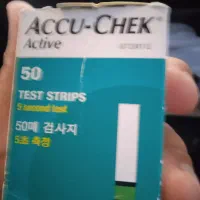 ACCU-CHEK
Active
50
TEST STRIPS
5 second test
50매 검사지
5초 측정